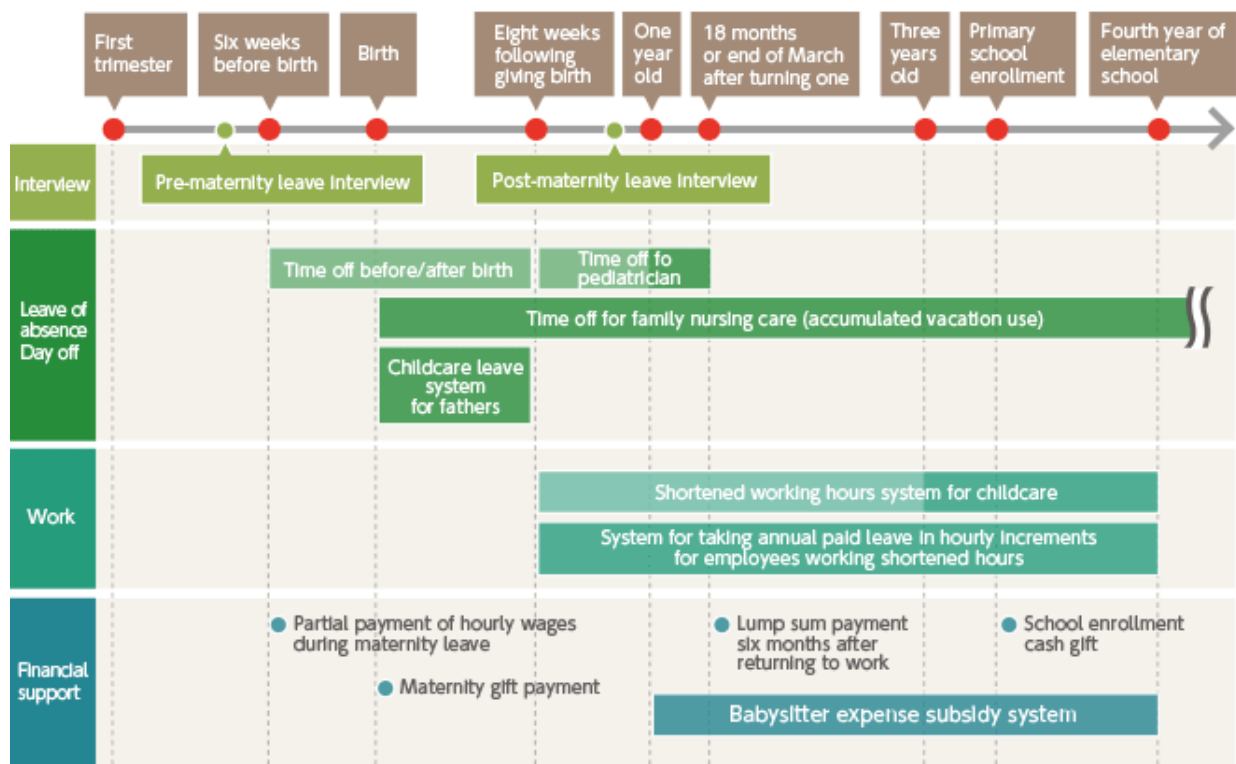 First
trimester
Six weeks
before birth
Birth
Eight weeks
following
giving birth
One
year
old
18 months
or end of March
after turning one
Three
years
old
Primary
school
enrollment
Fourth year of
elementary
school
Interview
Pre-maternity leave interview
Post-maternity leave interview
Leave of
absence
Day off
Time off before/after birth
Time off fo
pediatrician
Time off for family nursing care (accumulated vacation use)
Childcare leave
system
for fathers
Work
Shortened working hours system for childcare
System for taking annual paid leave in hourly increments
for employees working shortened hours
Financial
support
Partial payment of hourly wages
during maternity leave
Maternity gift payment
Lump sum payment
six months after
returning to work
School enrollment
cash gift
Babysitter expense subsidy system